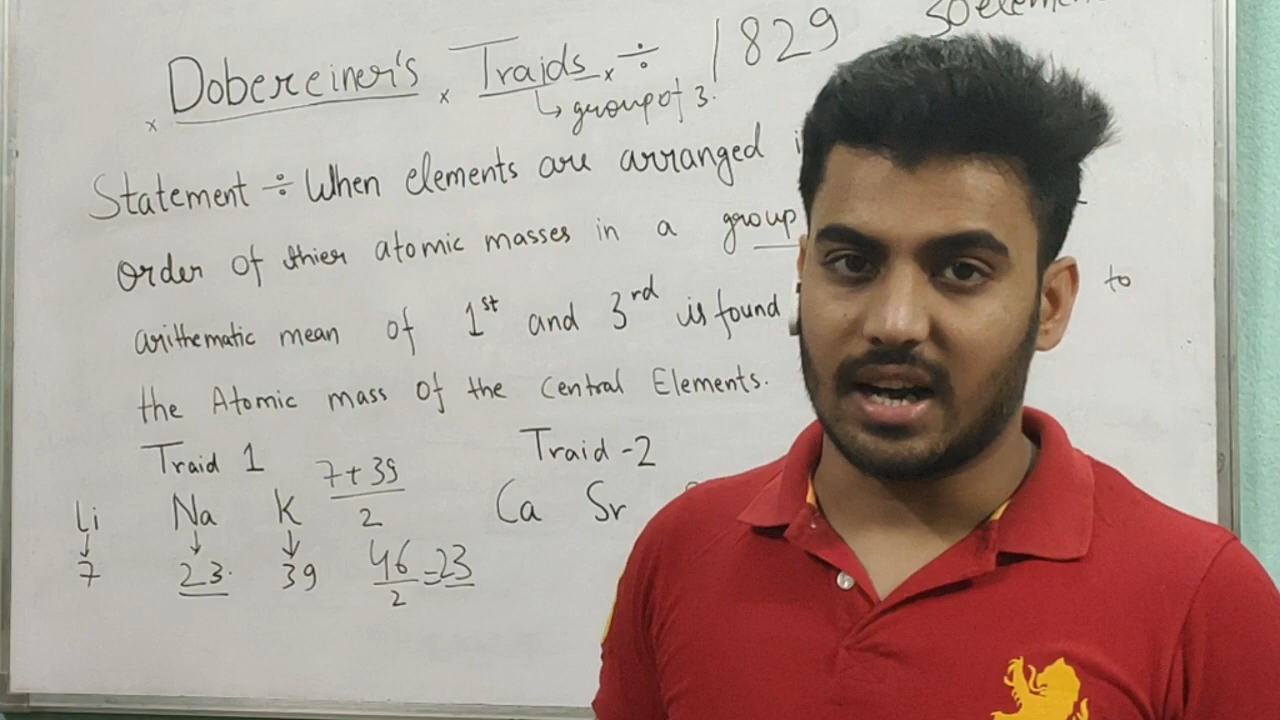 Dobereiner's Traids ÷ 1829
↳ group of 3.
Statement ÷ When elements are arranged
order of thier atomic masses in a group
arithematic mean of 1st and 3rd is found to
the Atomic mass of the Central Elements.
Traid 1 Traid -2
7+39
2
Li Na K Ca Sr
7 23. 39
46 = 23
2